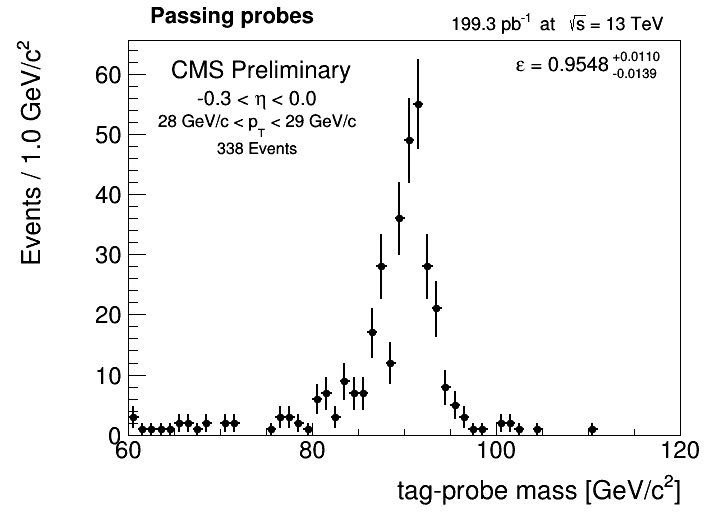 Passing probes
199.3 pb-1 at √s = 13 TeV
CMS Preliminary
-0.3 < η < 0.0
28 GeV/c < pT < 29 GeV/c
338 Events
ε = 0.9548 +0.0110 -0.0139
Events / 1.0 GeV/c2
60
50
40
30
20
10
0
60 80 100 120
tag-probe mass [GeV/c2]